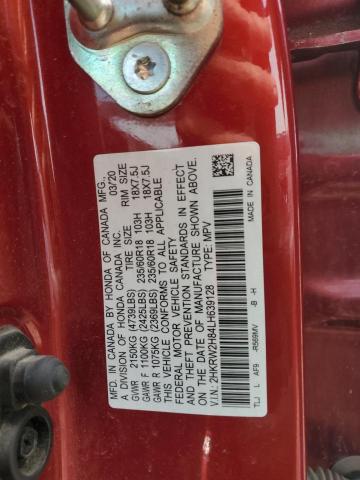 MFD. IN CANADA BY HONDA OF CANADA MFG.,
A DIVISION OF HONDA CANADA INC. 03/20
TIRE SIZE RIM SIZE
GVWR 2150KG (4739LBS)
GAWR F 1100KG (2425LBS) 235/60R18 103H 18X7.5J
GAWR R 1075KG (2369LBS) 235/60R18 103H 18X7.5J
THIS VEHICLE CONFORMS TO ALL APPLICABLE
FEDERAL MOTOR VEHICLE SAFETY
AND THEFT PREVENTION STANDARDS IN EFFECT
ON THE DATE OF MANUFACTURE SHOWN ABOVE.
V.I.N: 2HKRW2H84LH639128 TYPE: MPV
CANADA
TLJ L AF9 -R569MV -B -H